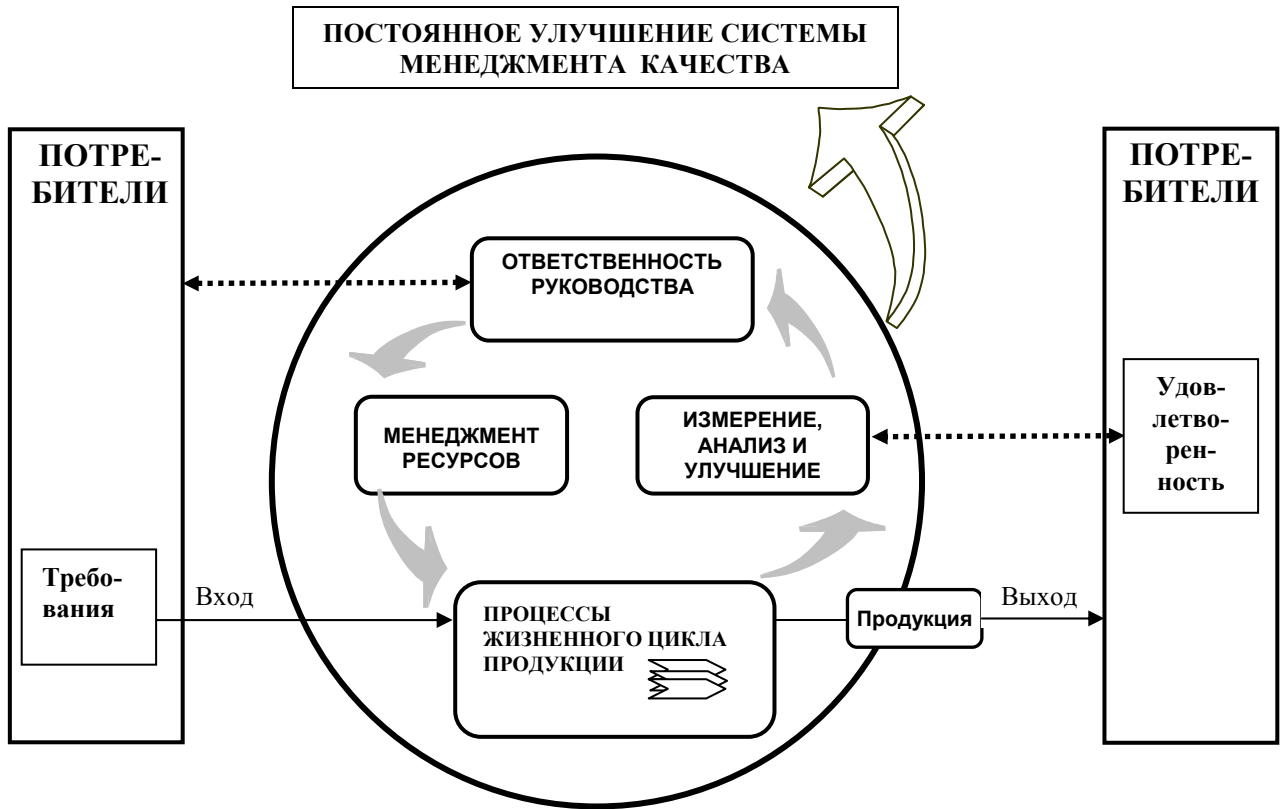 ПОСТОЯННОЕ УЛУЧШЕНИЕ СИСТЕМЫ
МЕНЕДЖМЕНТА КАЧЕСТВА
ПОТРЕ-
БИТЕЛИ
ПОТРЕ-
БИТЕЛИ
ОТВЕТСТВЕННОСТЬ
РУКОВОДСТВА
МЕНЕДЖМЕНТ
РЕСУРСОВ
ИЗМЕРЕНИЕ,
АНАЛИЗ И
УЛУЧШЕНИЕ
Удов-
летво-
рен-
ность
Требо-
вания
Вход
ПРОЦЕССЫ
ЖИЗНЕННОГО ЦИКЛА
ПРОДУКЦИИ
Продукция
Выход